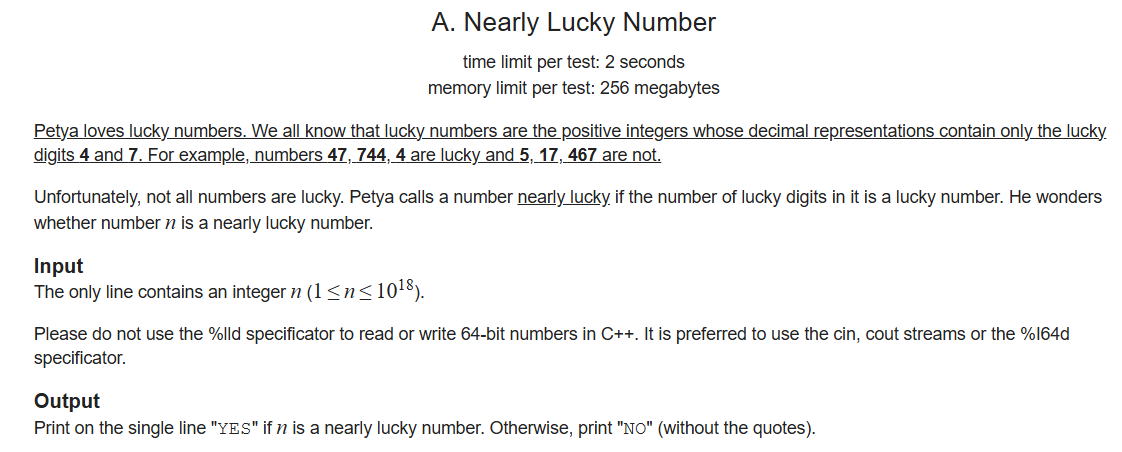 A. Nearly Lucky Number
time limit per test: 2 seconds
memory limit per test: 256 megabytes
Petya loves lucky numbers. We all know that lucky numbers are the positive integers whose decimal representations contain only the lucky
digits 4 and 7. For example, numbers 47, 744, 4 are lucky and 5, 17, 467 are not.
Unfortunately, not all numbers are lucky. Petya calls a number nearly lucky if the number of lucky digits in it is a lucky number. He wonders
whether number n is a nearly lucky number.
Input
The only line contains an integer n (1 ≤ n ≤ 10¹⁸).
Please do not use the %lld specificator to read or write 64-bit numbers in C++. It is preferred to use the cin, cout streams or the %I64d
specificator.
Output
Print on the single line "YES" if n is a nearly lucky number. Otherwise, print "NO" (without the quotes).